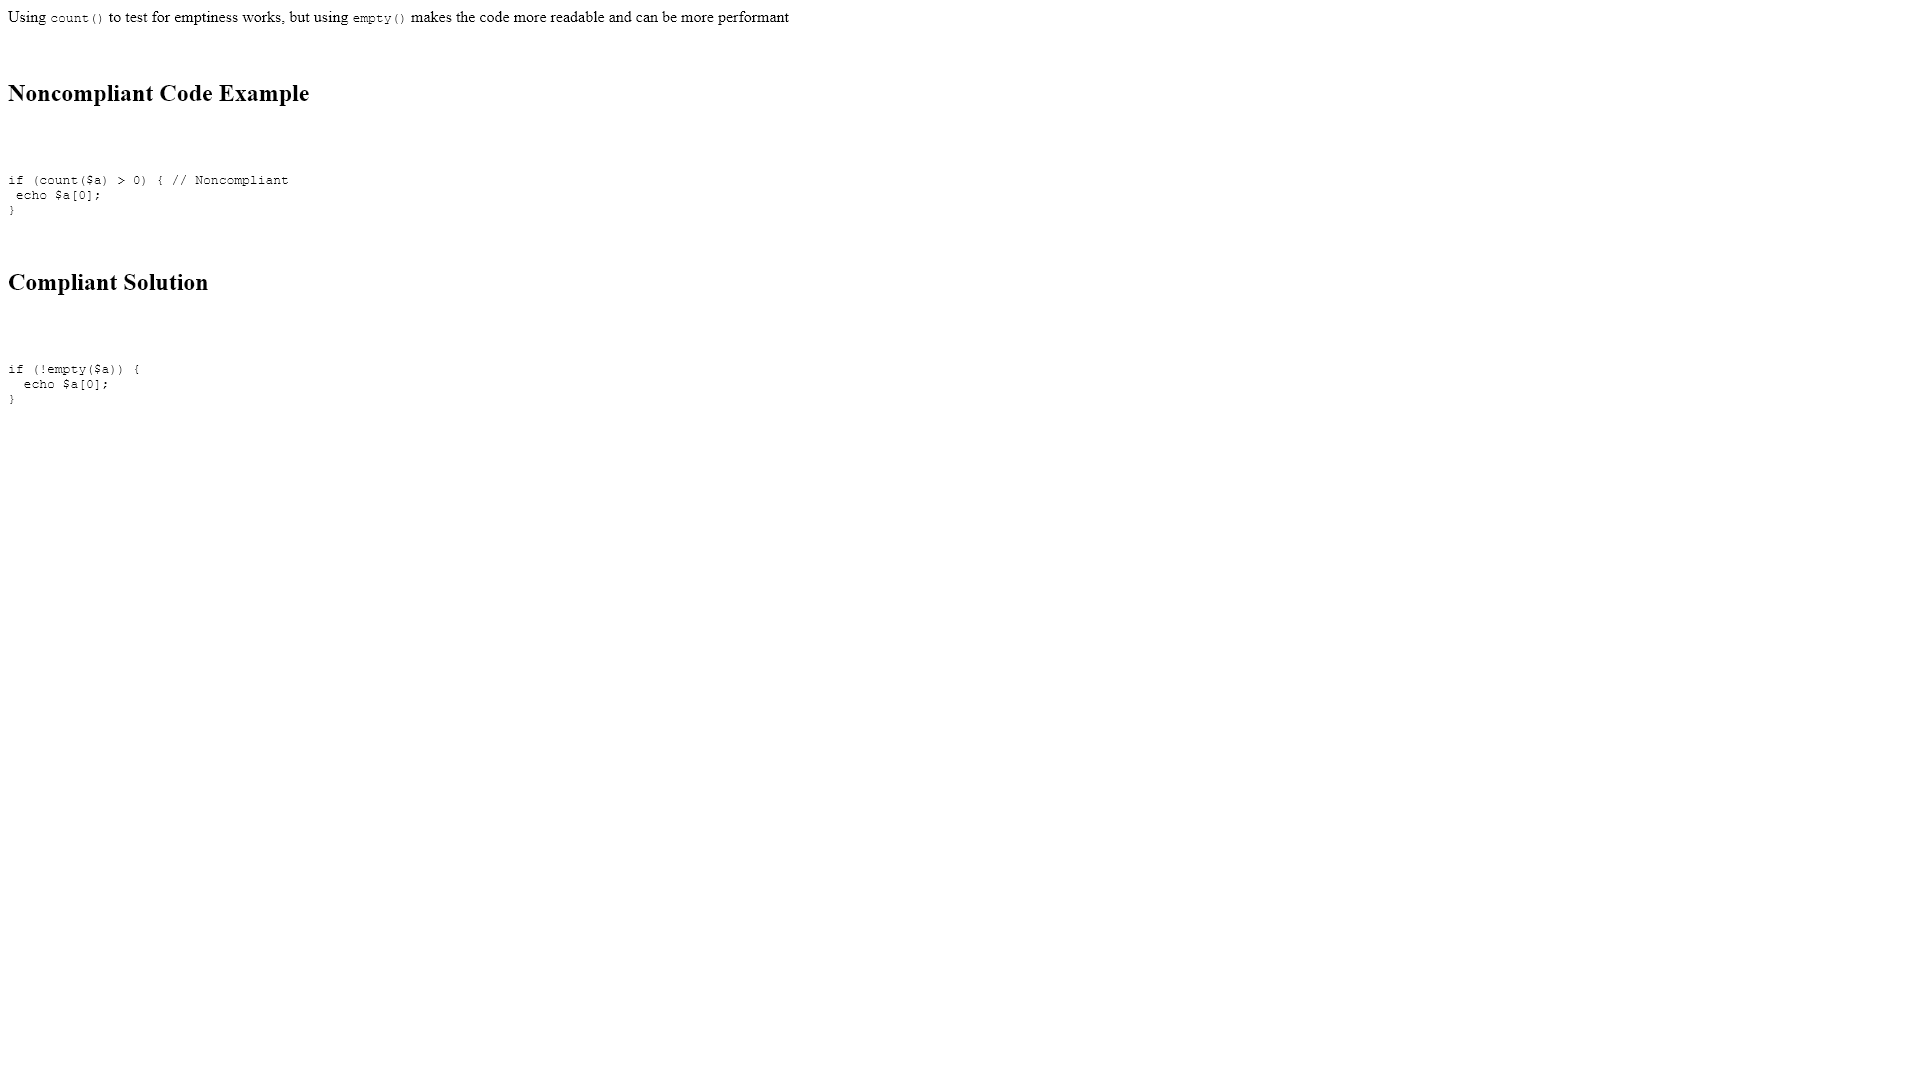 Using count() to test for emptiness works, but using empty() makes the code more readable and can be more performant
Noncompliant Code Example
if (count($a) > 0) { // Noncompliant
 echo $a[0];
}
Compliant Solution
if (!empty($a)) {
  echo $a[0];
}